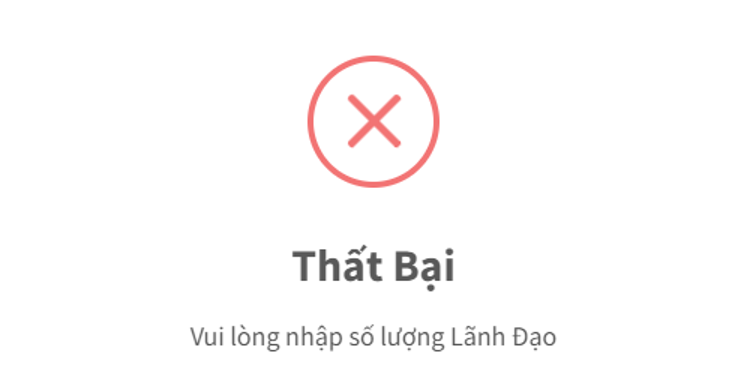 Thất Bại
Vui lòng nhập số lượng Lãnh Đạo